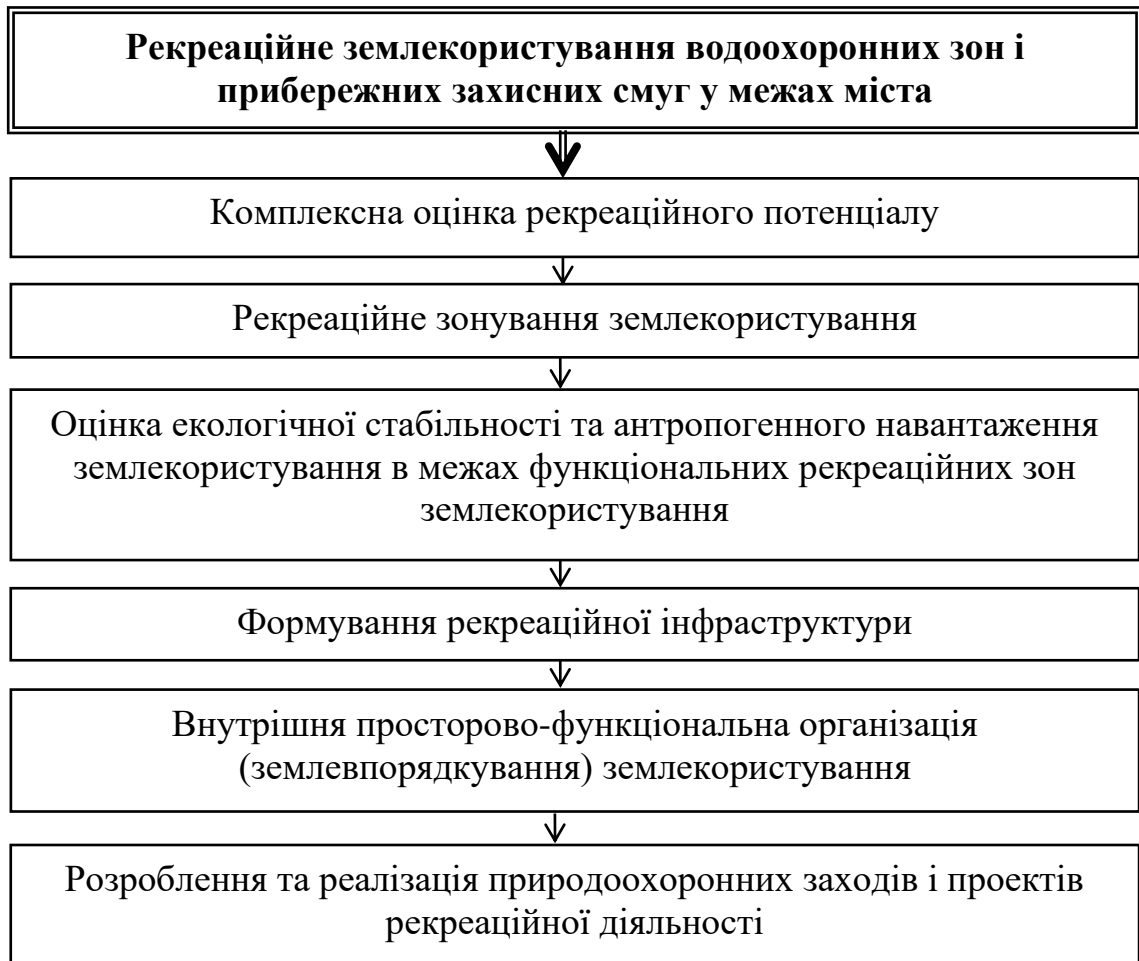 Рекреаційне землекористування водоохоронних зон і
прибережних захисних смуг у межах міста
Комплексна оцінка рекреаційного потенціалу
Рекреаційне зонування землекористування
Оцінка екологічної стабільності та антропогенного навантаження
землекористування в межах функціональних рекреаційних зон
землекористування
Формування рекреаційної інфраструктури
Внутрішня просторово-функціональна організація
(землевпорядкування) землекористування
Розроблення та реалізація природоохоронних заходів і проектів
рекреаційної діяльності